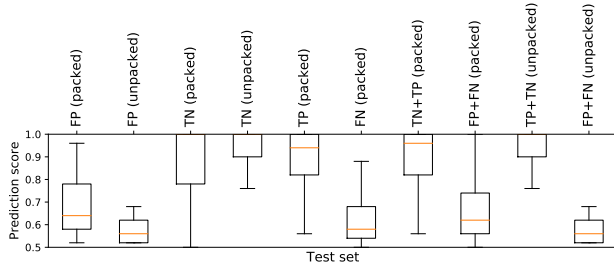 FP (packed)
FP (unpacked)
TN (packed)
TN (unpacked)
TP (packed)
FN (packed)
TN+TP (packed)
FP+FN (packed)
TP+TN (unpacked)
FP+FN (unpacked)
Prediction score
1.0
0.9
0.8
0.7
0.6
0.5
Test set